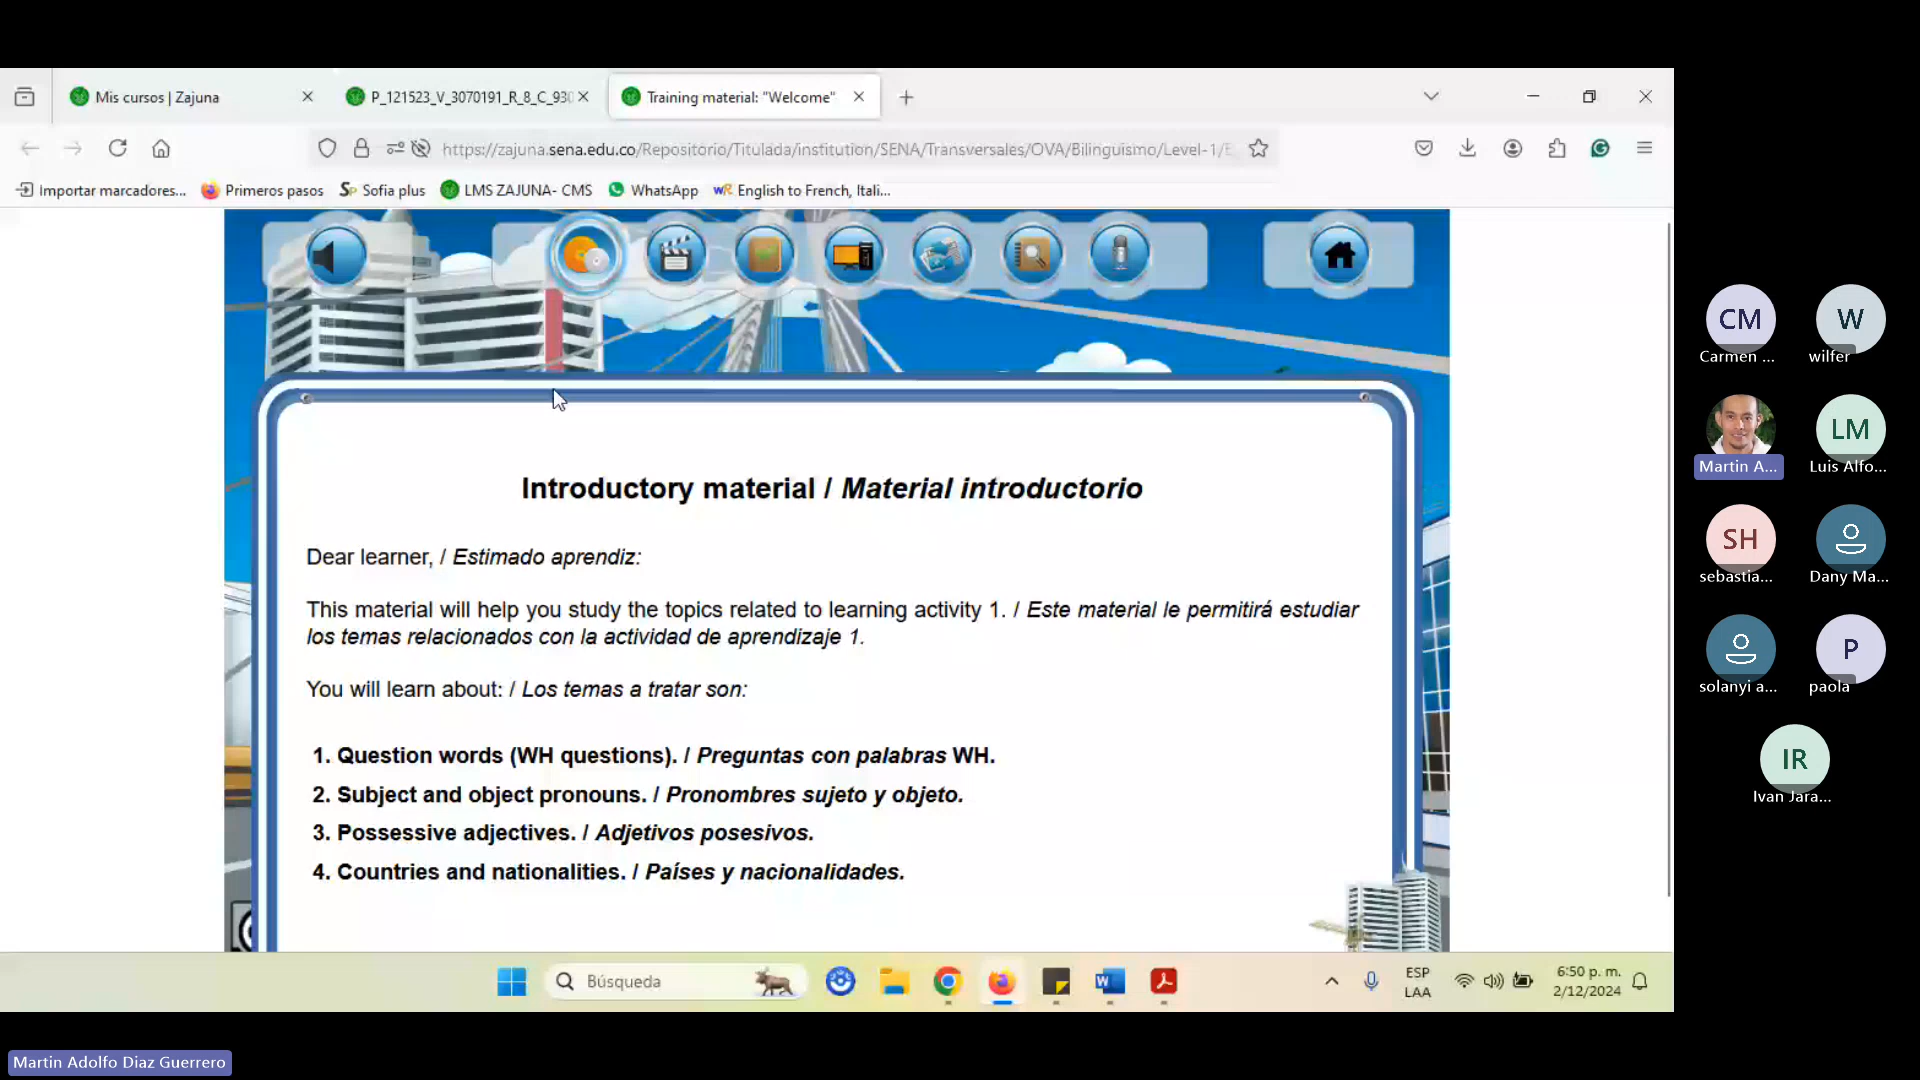 Mis cursos | Zajuna
P_121523_V_3070191_R_8_C_930
Training material: "Welcome"
https://zajuna.sena.edu.co/Repositorio/Titulada/institution/SENA/Transversales/OVA/Bilinguismo/Level-1/
Importar marcadores...
Primeros pasos
Sofia plus
LMS ZAJUNA- CMS
WhatsApp
English to French, Itali...
Introductory material / Material introductorio
Dear learner, / Estimado aprendiz:
This material will help you study the topics related to learning activity 1. / Este material le permitirá estudiar
los temas relacionados con la actividad de aprendizaje 1.
You will learn about: / Los temas a tratar son:
1. Question words (WH questions). / Preguntas con palabras WH.
2. Subject and object pronouns. / Pronombres sujeto y objeto.
3. Possessive adjectives. / Adjetivos posesivos.
4. Countries and nationalities. / Países y nacionalidades.
Búsqueda
ESP
LAA
6:50 p. m.
2/12/2024
CM
Carmen ...
W
wilfer
Martin A...
LM
Luis Alfo...
SH
sebastia...
Dany Ma...
solanyi a...
P
paola
IR
Ivan Jara...
Martin Adolfo Diaz Guerrero